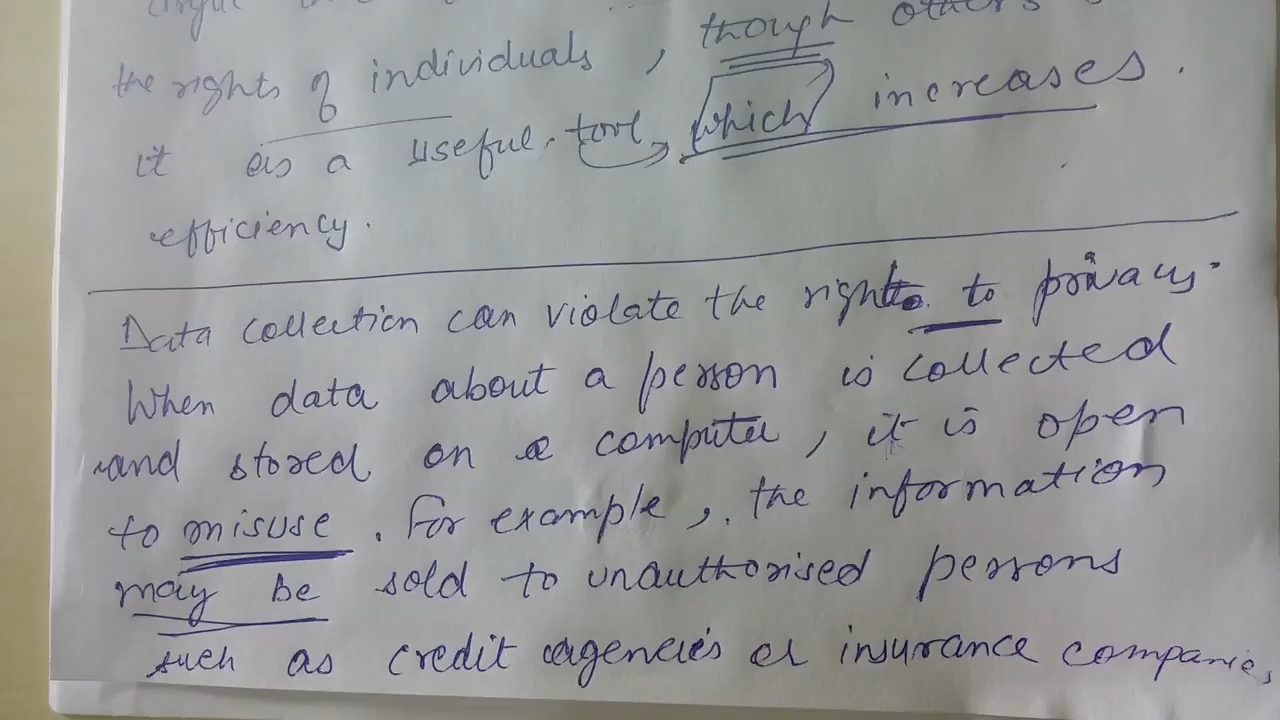 the rights of individuals, though others
it as a useful tool, which increases.
efficiency.
Data collection can violate the right to privacy.
When data about a person is collected
and stored on a computer, it is open
to misuse. For example, the information
may be sold to unauthorised persons
such as credit agencies or insurance companies